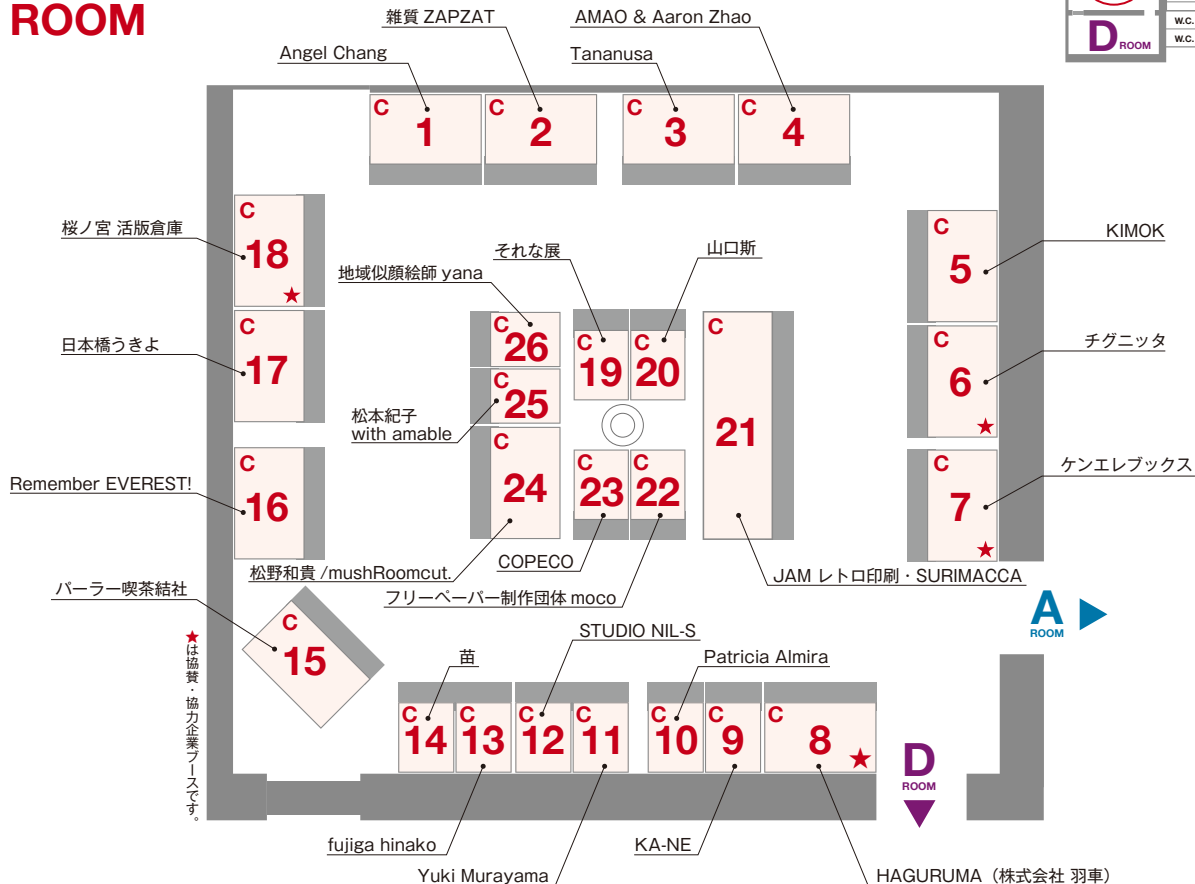 ROOM
雑質 ZAPZAT
AMAO & Aaron Zhao
Angel Chang
Tananusa
W.C.
W.C.
D ROOM
C 1
C 2
C 3
C 4
桜ノ宮 活版倉庫
C 18 ★
C 5
KIMOK
それな展
山口斯
地域似顔絵師 yana
日本橋うきよ
C 17
C 26
C 19
C 20
C 21
C 6 ★
チグニッタ
松本紀子
with amable
C 25
Remember EVEREST!
C 16
C 24
C 23
C 22
C 7 ★
ケンエレブックス
松野和貴 /mushRoomcut.
COPECO
JAM レトロ印刷・SURIMACCA
フリーペーパー制作団体 moco
パーラー喫茶結社
C 15
A
ROOM
★は協賛・協力企業ブースです。
STUDIO NIL-S
苗
Patricia Almira
C 14
C 13
C 12
C 11
C 10
C 9
C 8 ★
D
ROOM
fujiga hinako
KA-NE
Yuki Murayama
HAGURUMA（株式会社 羽車）